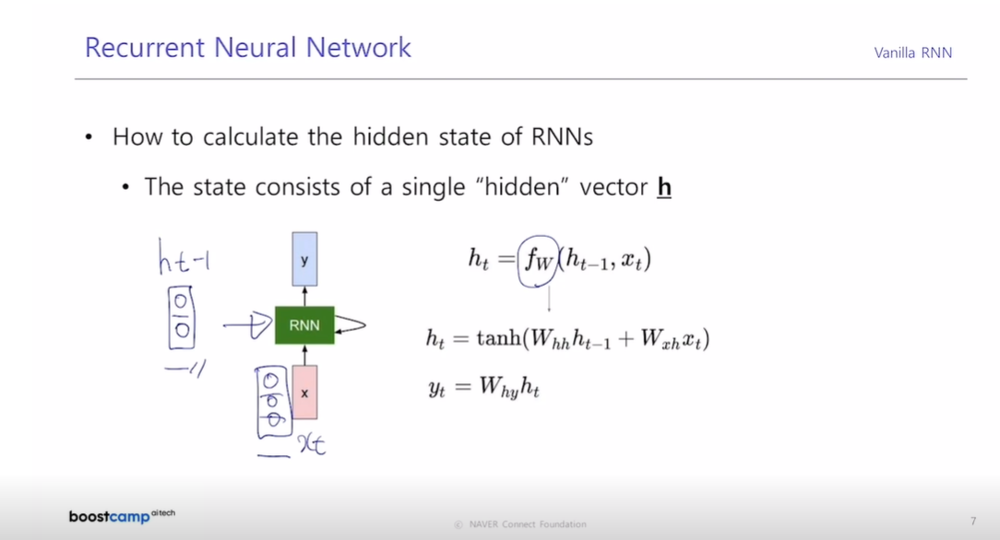 Recurrent Neural Network
Vanilla RNN
• How to calculate the hidden state of RNNs
• The state consists of a single “hidden” vector h
ht-1
y
RNN
x
xt
h_t = f_W(h_{t−1}, x_t)
h_t = tanh(W_{hh}h_{t−1} + W_{xh}x_t)
y_t = W_{hy}h_t
boostcamp aitech
© NAVER Connect Foundation
7